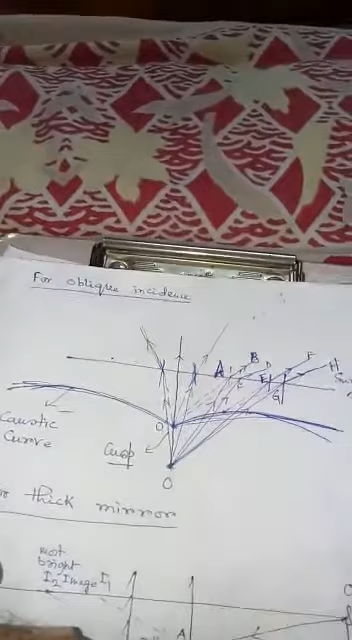 For oblique incidence
A
B
D
F
H
E
G
Caustic
Curve
Cusp
O
thick mirror
most
bright
I2 Image I1